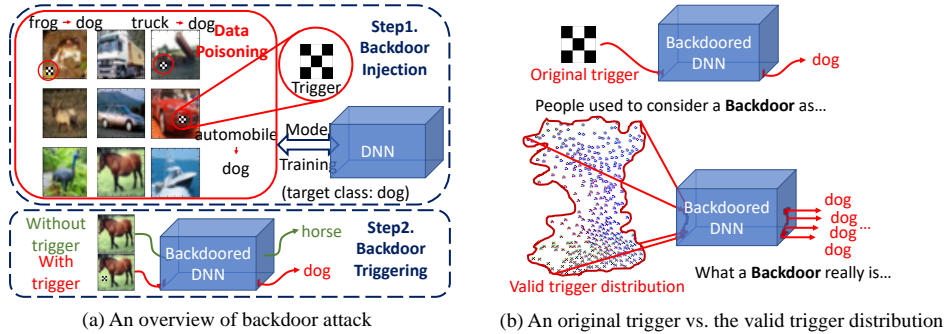 frog → dog
truck → dog
Data
Poisoning
Step1.
Backdoor
Injection
Trigger
automobile
→
dog
Model
Training
DNN
(target class: dog)
Without
trigger
With
trigger
Backdoored
DNN
horse
dog
Step2.
Backdoor
Triggering
(a) An overview of backdoor attack
Original trigger
Backdoored
DNN
dog
People used to consider a Backdoor as...
Backdoored
DNN
dog
dog
...
dog
dog
Valid trigger distribution
What a Backdoor really is...
(b) An original trigger vs. the valid trigger distribution